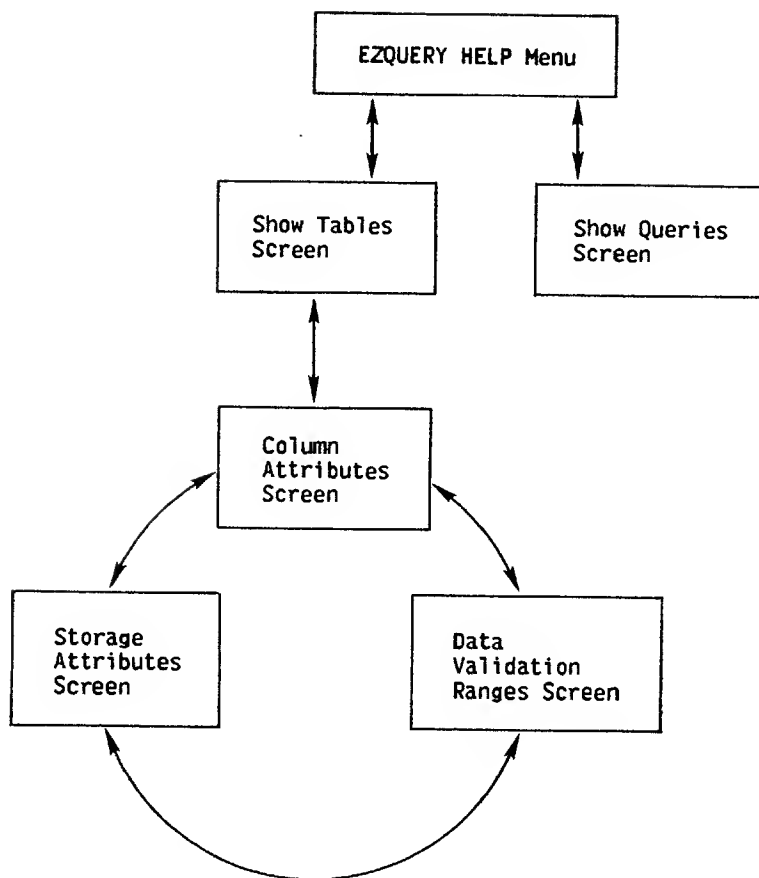 EZQUERY HELP Menu
Show Tables
Screen
Show Queries
Screen
Column
Attributes
Screen
Storage
Attributes
Screen
Data
Validation
Ranges Screen